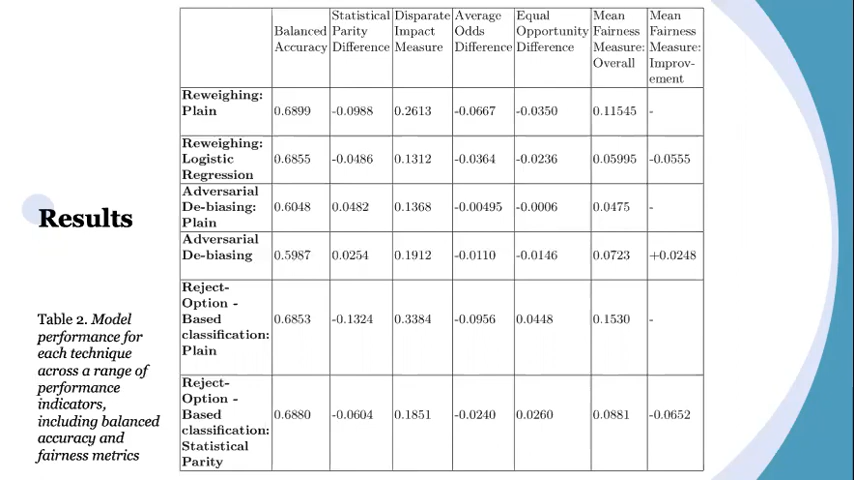 Results
Table 2. Model
performance for
each technique
across a range of
performance
indicators,
including balanced
accuracy and
fairness metrics
Balanced Accuracy | Statistical Parity Difference | Disparate Impact Measure | Average Odds Difference | Equal Opportunity Difference | Mean Fairness Measure: Overall | Mean Fairness Measure: Improv-ement
Reweighing: Plain | 0.6899 | -0.0988 | 0.2613 | -0.0667 | -0.0350 | 0.11545 | -
Reweighing: Logistic Regression | 0.6855 | -0.0486 | 0.1312 | -0.0364 | -0.0236 | 0.05995 | -0.0555
Adversarial De-biasing: Plain | 0.6048 | 0.0482 | 0.1368 | -0.00495 | -0.0006 | 0.0475 | -
Adversarial De-biasing | 0.5987 | 0.0254 | 0.1912 | -0.0110 | -0.0146 | 0.0723 | +0.0248
Reject-Option - Based classification: Plain | 0.6853 | -0.1324 | 0.3384 | -0.0956 | 0.0448 | 0.1530 | -
Reject-Option - Based classification: Statistical Parity | 0.6880 | -0.0604 | 0.1851 | -0.0240 | 0.0260 | 0.0881 | -0.0652